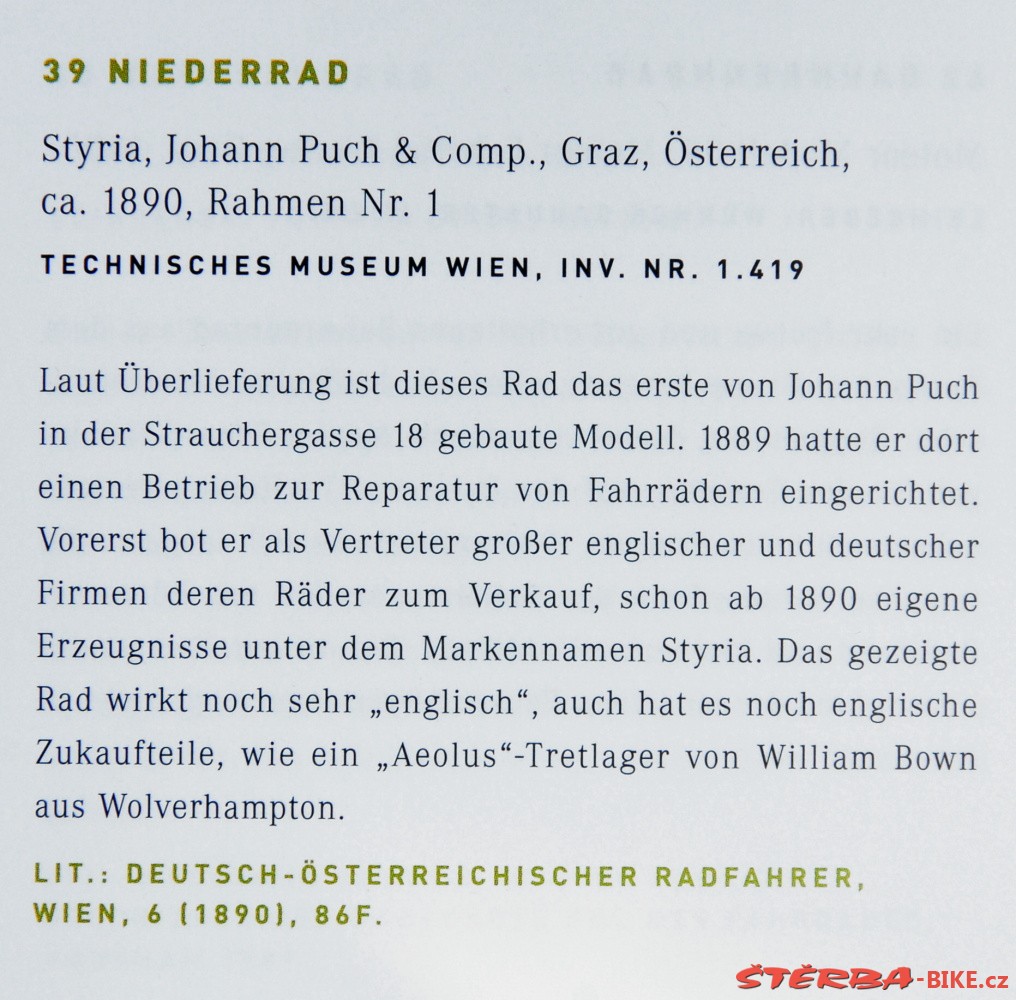 39 NIEDERRAD
Styria, Johann Puch & Comp., Graz, Österreich,
ca. 1890, Rahmen Nr. 1
TECHNISCHES MUSEUM WIEN, INV. NR. 1.419
Laut Überlieferung ist dieses Rad das erste von Johann Puch
in der Strauchergasse 18 gebaute Modell. 1889 hatte er dort
einen Betrieb zur Reparatur von Fahrrädern eingerichtet.
Vorerst bot er als Vertreter großer englischer und deutscher
Firmen deren Räder zum Verkauf, schon ab 1890 eigene
Erzeugnisse unter dem Markennamen Styria. Das gezeigte
Rad wirkt noch sehr „englisch“, auch hat es noch englische
Zukaufteile, wie ein „Aeolus“-Tretlager von William Bown
aus Wolverhampton.
LIT.: DEUTSCH-ÖSTERREICHISCHER RADFAHRER,
WIEN, 6 (1890), 86F.
ŠTĚRBA-BIKE.cz